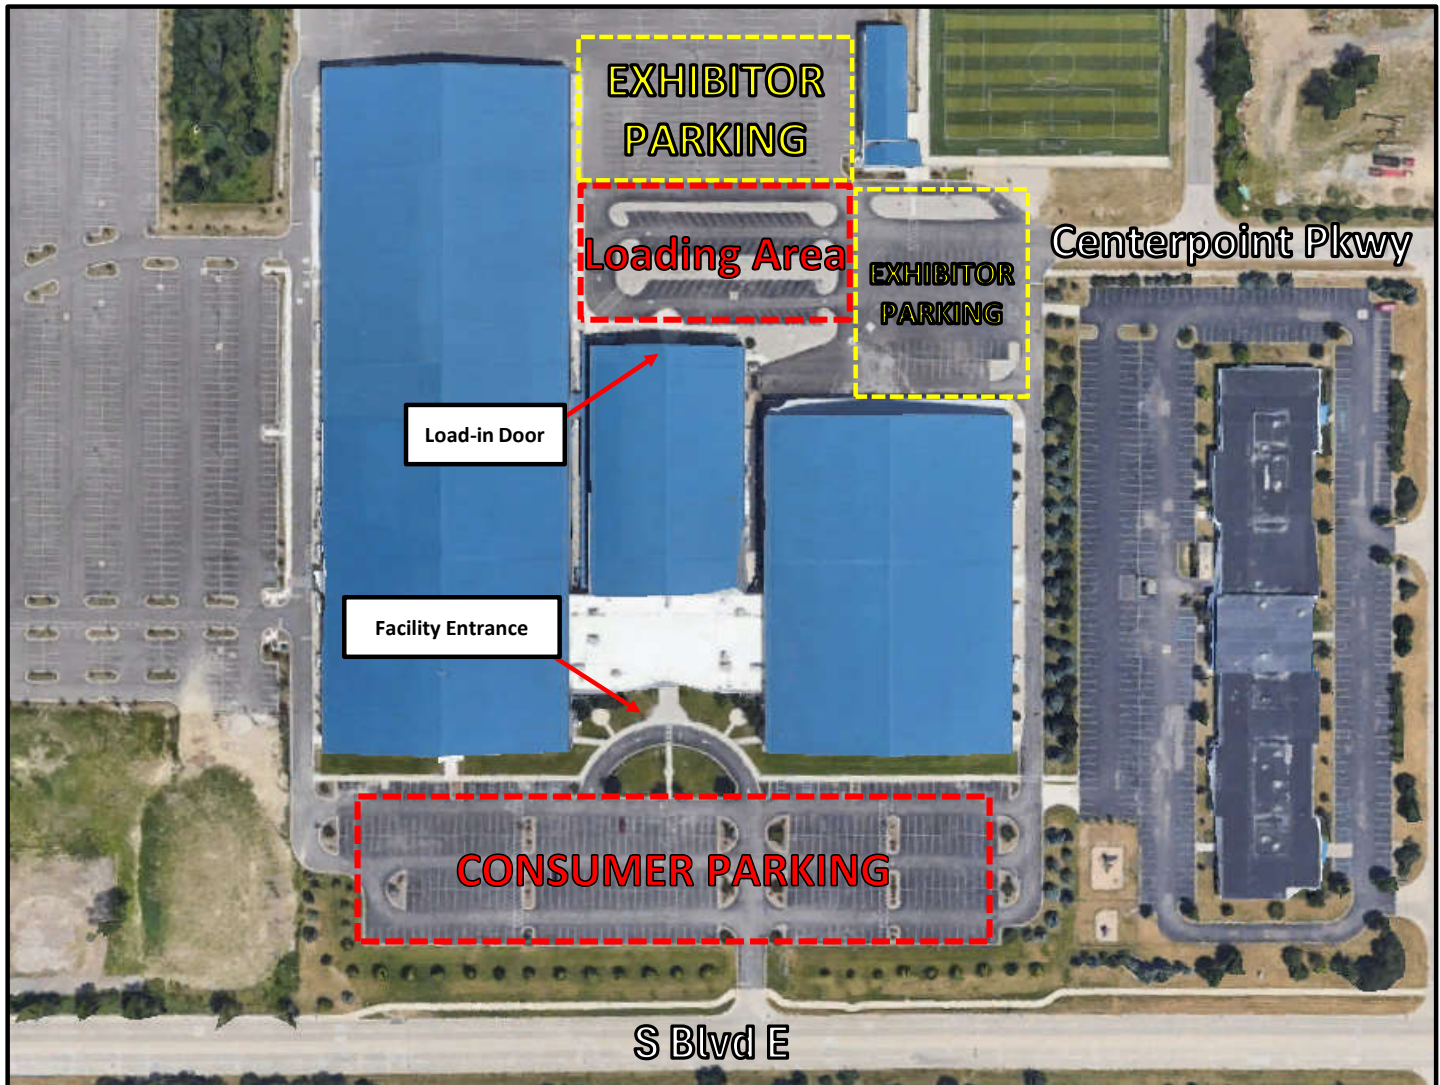 EXHIBITOR
PARKING
Loading Area
Centerpoint Pkwy
EXHIBITOR
PARKING
Load-in Door
Facility Entrance
CONSUMER PARKING
S Blvd E